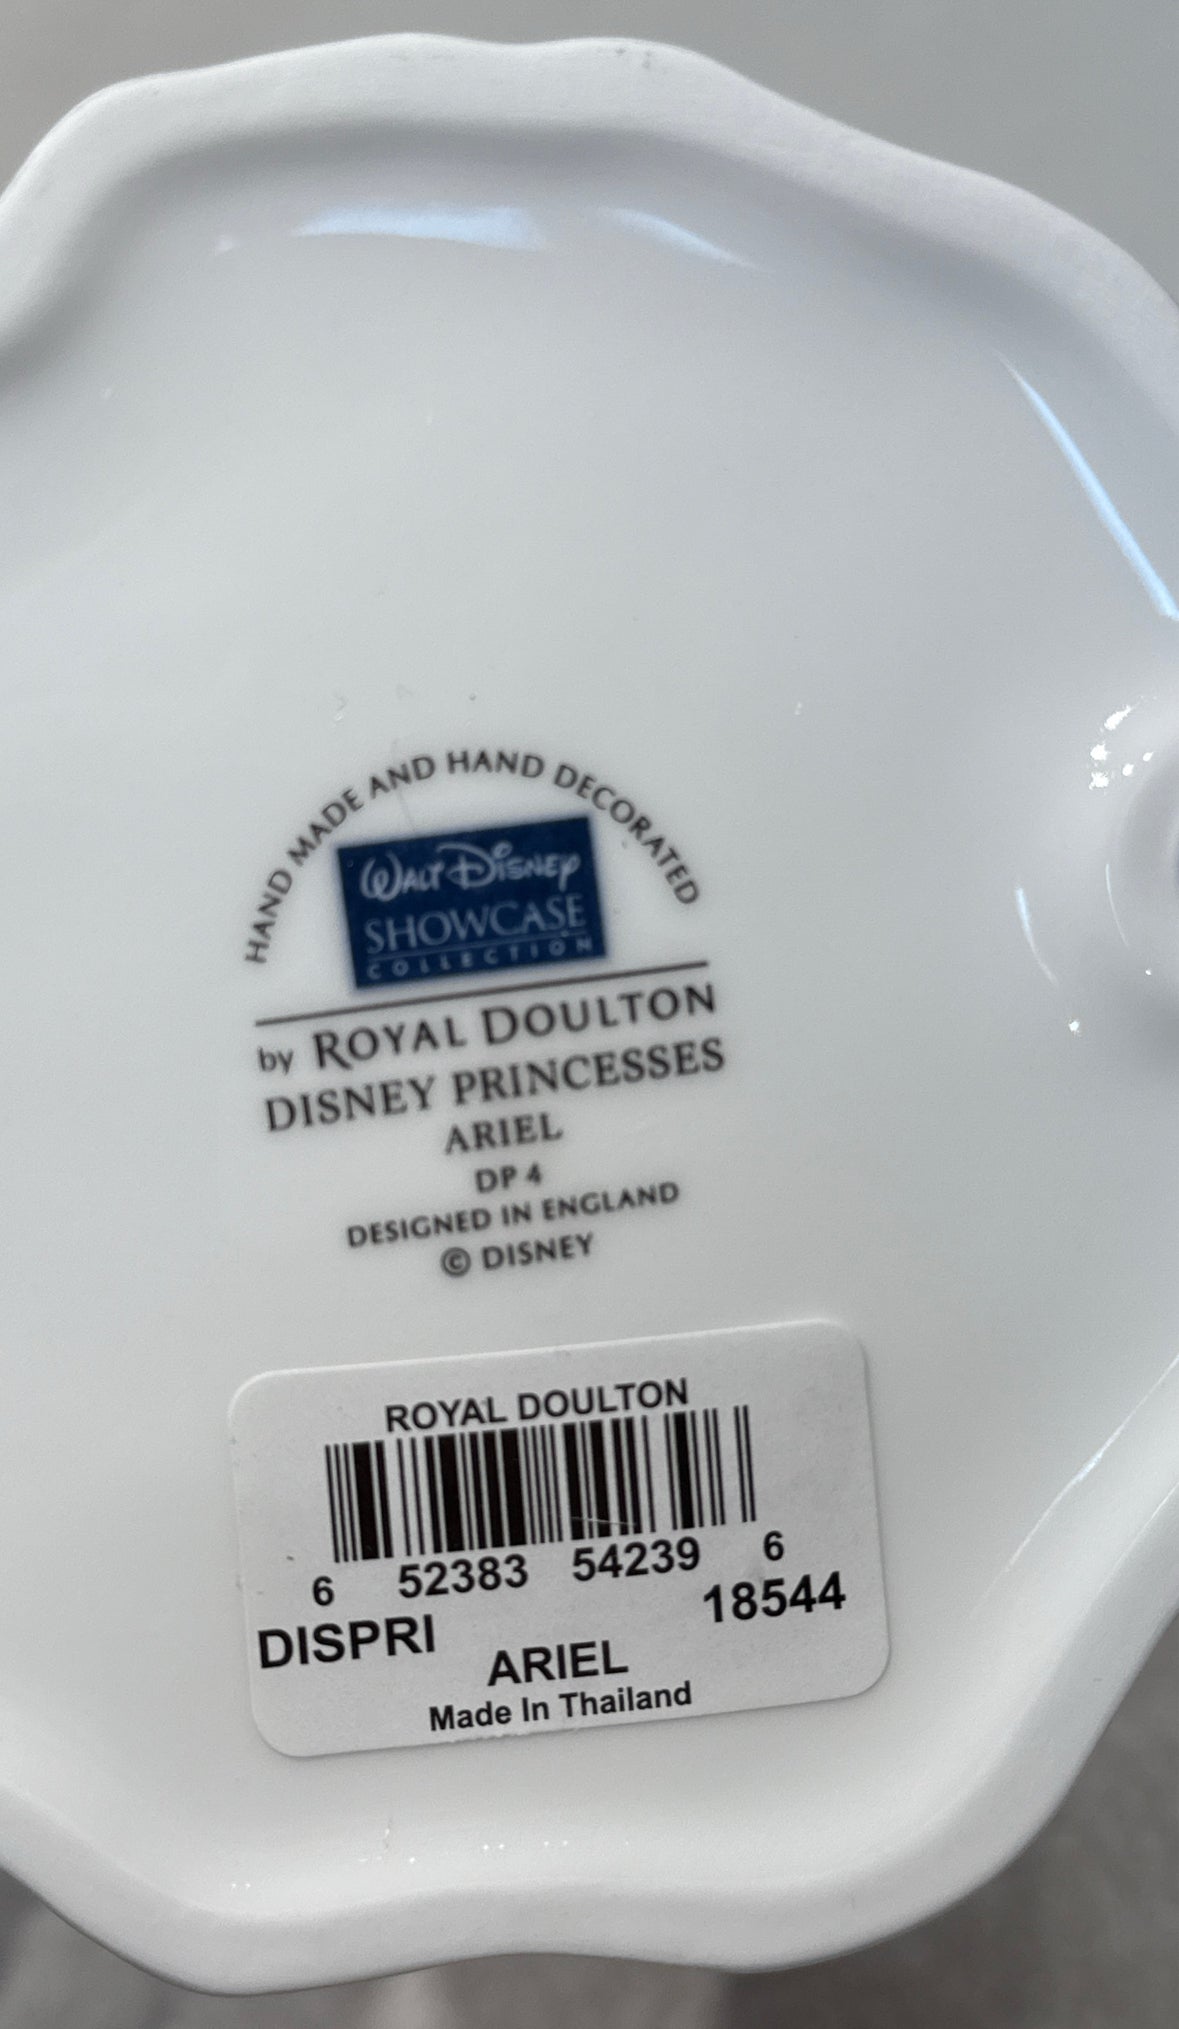 HAND MADE AND HAND DECORATED
WALT DISNEY
SHOWCASE
COLLECTION
by ROYAL DOULTON
DISNEY PRINCESSES
ARIEL
DP 4
DESIGNED IN ENGLAND
© DISNEY
ROYAL DOULTON
6 52383 54239 6
DISPRI 18544
ARIEL
Made In Thailand